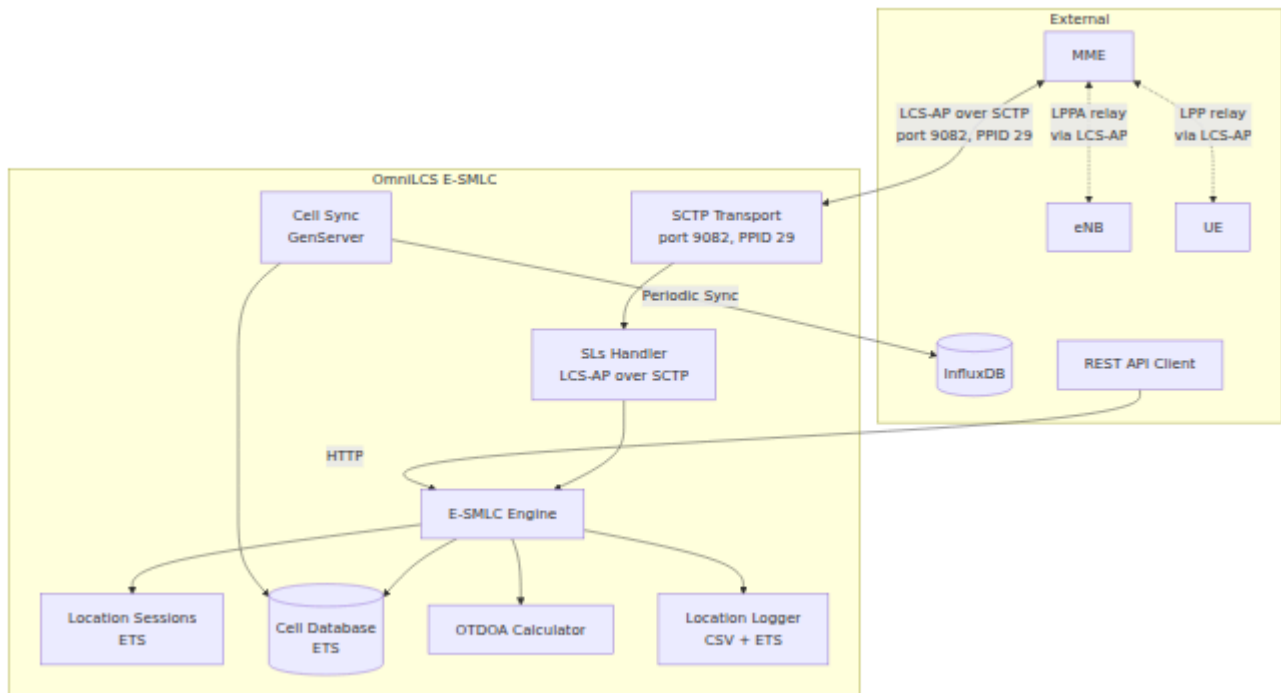 External
MME
LCS-AP over SCTP
port 9082, PPID 29
LPPA relay
via LCS-AP
LPP relay
via LCS-AP
OmniLCS E-SMLC
Cell Sync
GenServer
SCTP Transport
port 9082, PPID 29
eNB
UE
Periodic Sync
SLs Handler
LCS-AP over SCTP
InfluxDB
REST API Client
HTTP
E-SMLC Engine
Location Sessions
ETS
Cell Database
ETS
OTDOA Calculator
Location Logger
CSV + ETS